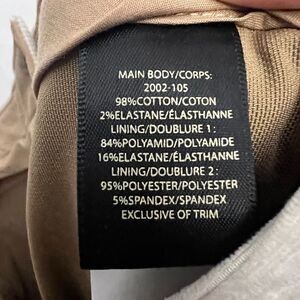 MAIN BODY/CORPS:
2002-105
98%COTTON/COTON
2%ELASTANE/ÉLASTHANNE
LINING/DOUBLURE 1 :
84%POLYAMID/POLYAMIDE
16%ELASTANE/ÉLASTHANNE
LINING/DOUBLURE 2 :
95%POLYESTER/POLYESTER
5%SPANDEX/SPANDEX
EXCLUSIVE OF TRIM